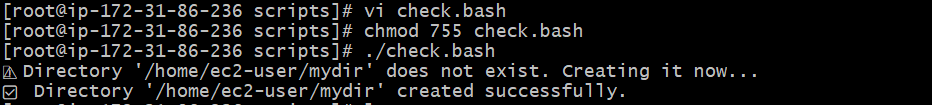 [root@ip-172-31-86-236 scripts]# vi check.bash
[root@ip-172-31-86-236 scripts]# chmod 755 check.bash
[root@ip-172-31-86-236 scripts]# ./check.bash
⚠ Directory '/home/ec2-user/mydir' does not exist. Creating it now...
☑ Directory '/home/ec2-user/mydir' created successfully.